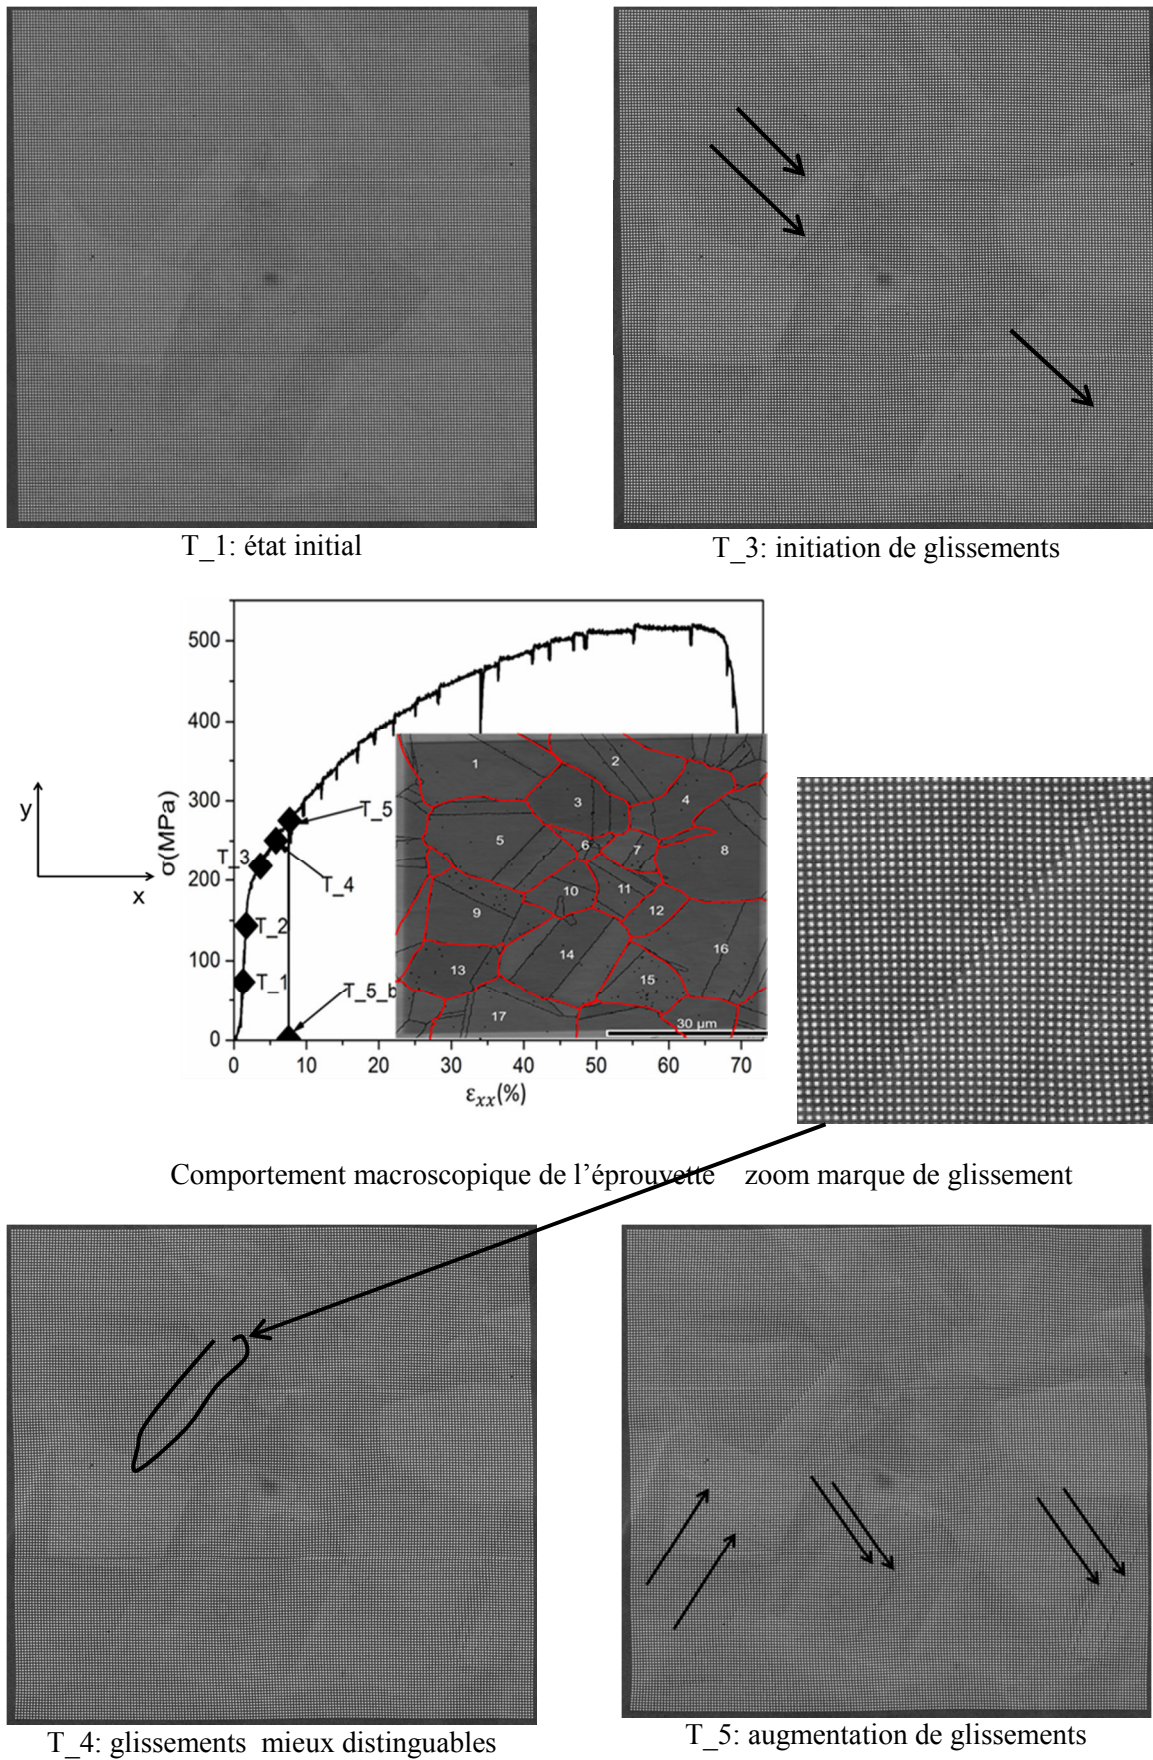 T_1: état initial
T_3: initiation de glissements
500
400
300
200
100
0
σ(MPa)
y
x
T_5
T_3
T_4
T_2
T_1
T_5_b
1
2
3
4
5
6
7
8
9
10
11
12
13
14
15
16
17
30 µm
0
10
20
30
40
50
60
70
εxx(%)
Comportement macroscopique de l’éprouvette zoom marque de glissement
T_4: glissements mieux distinguables
T_5: augmentation de glissements